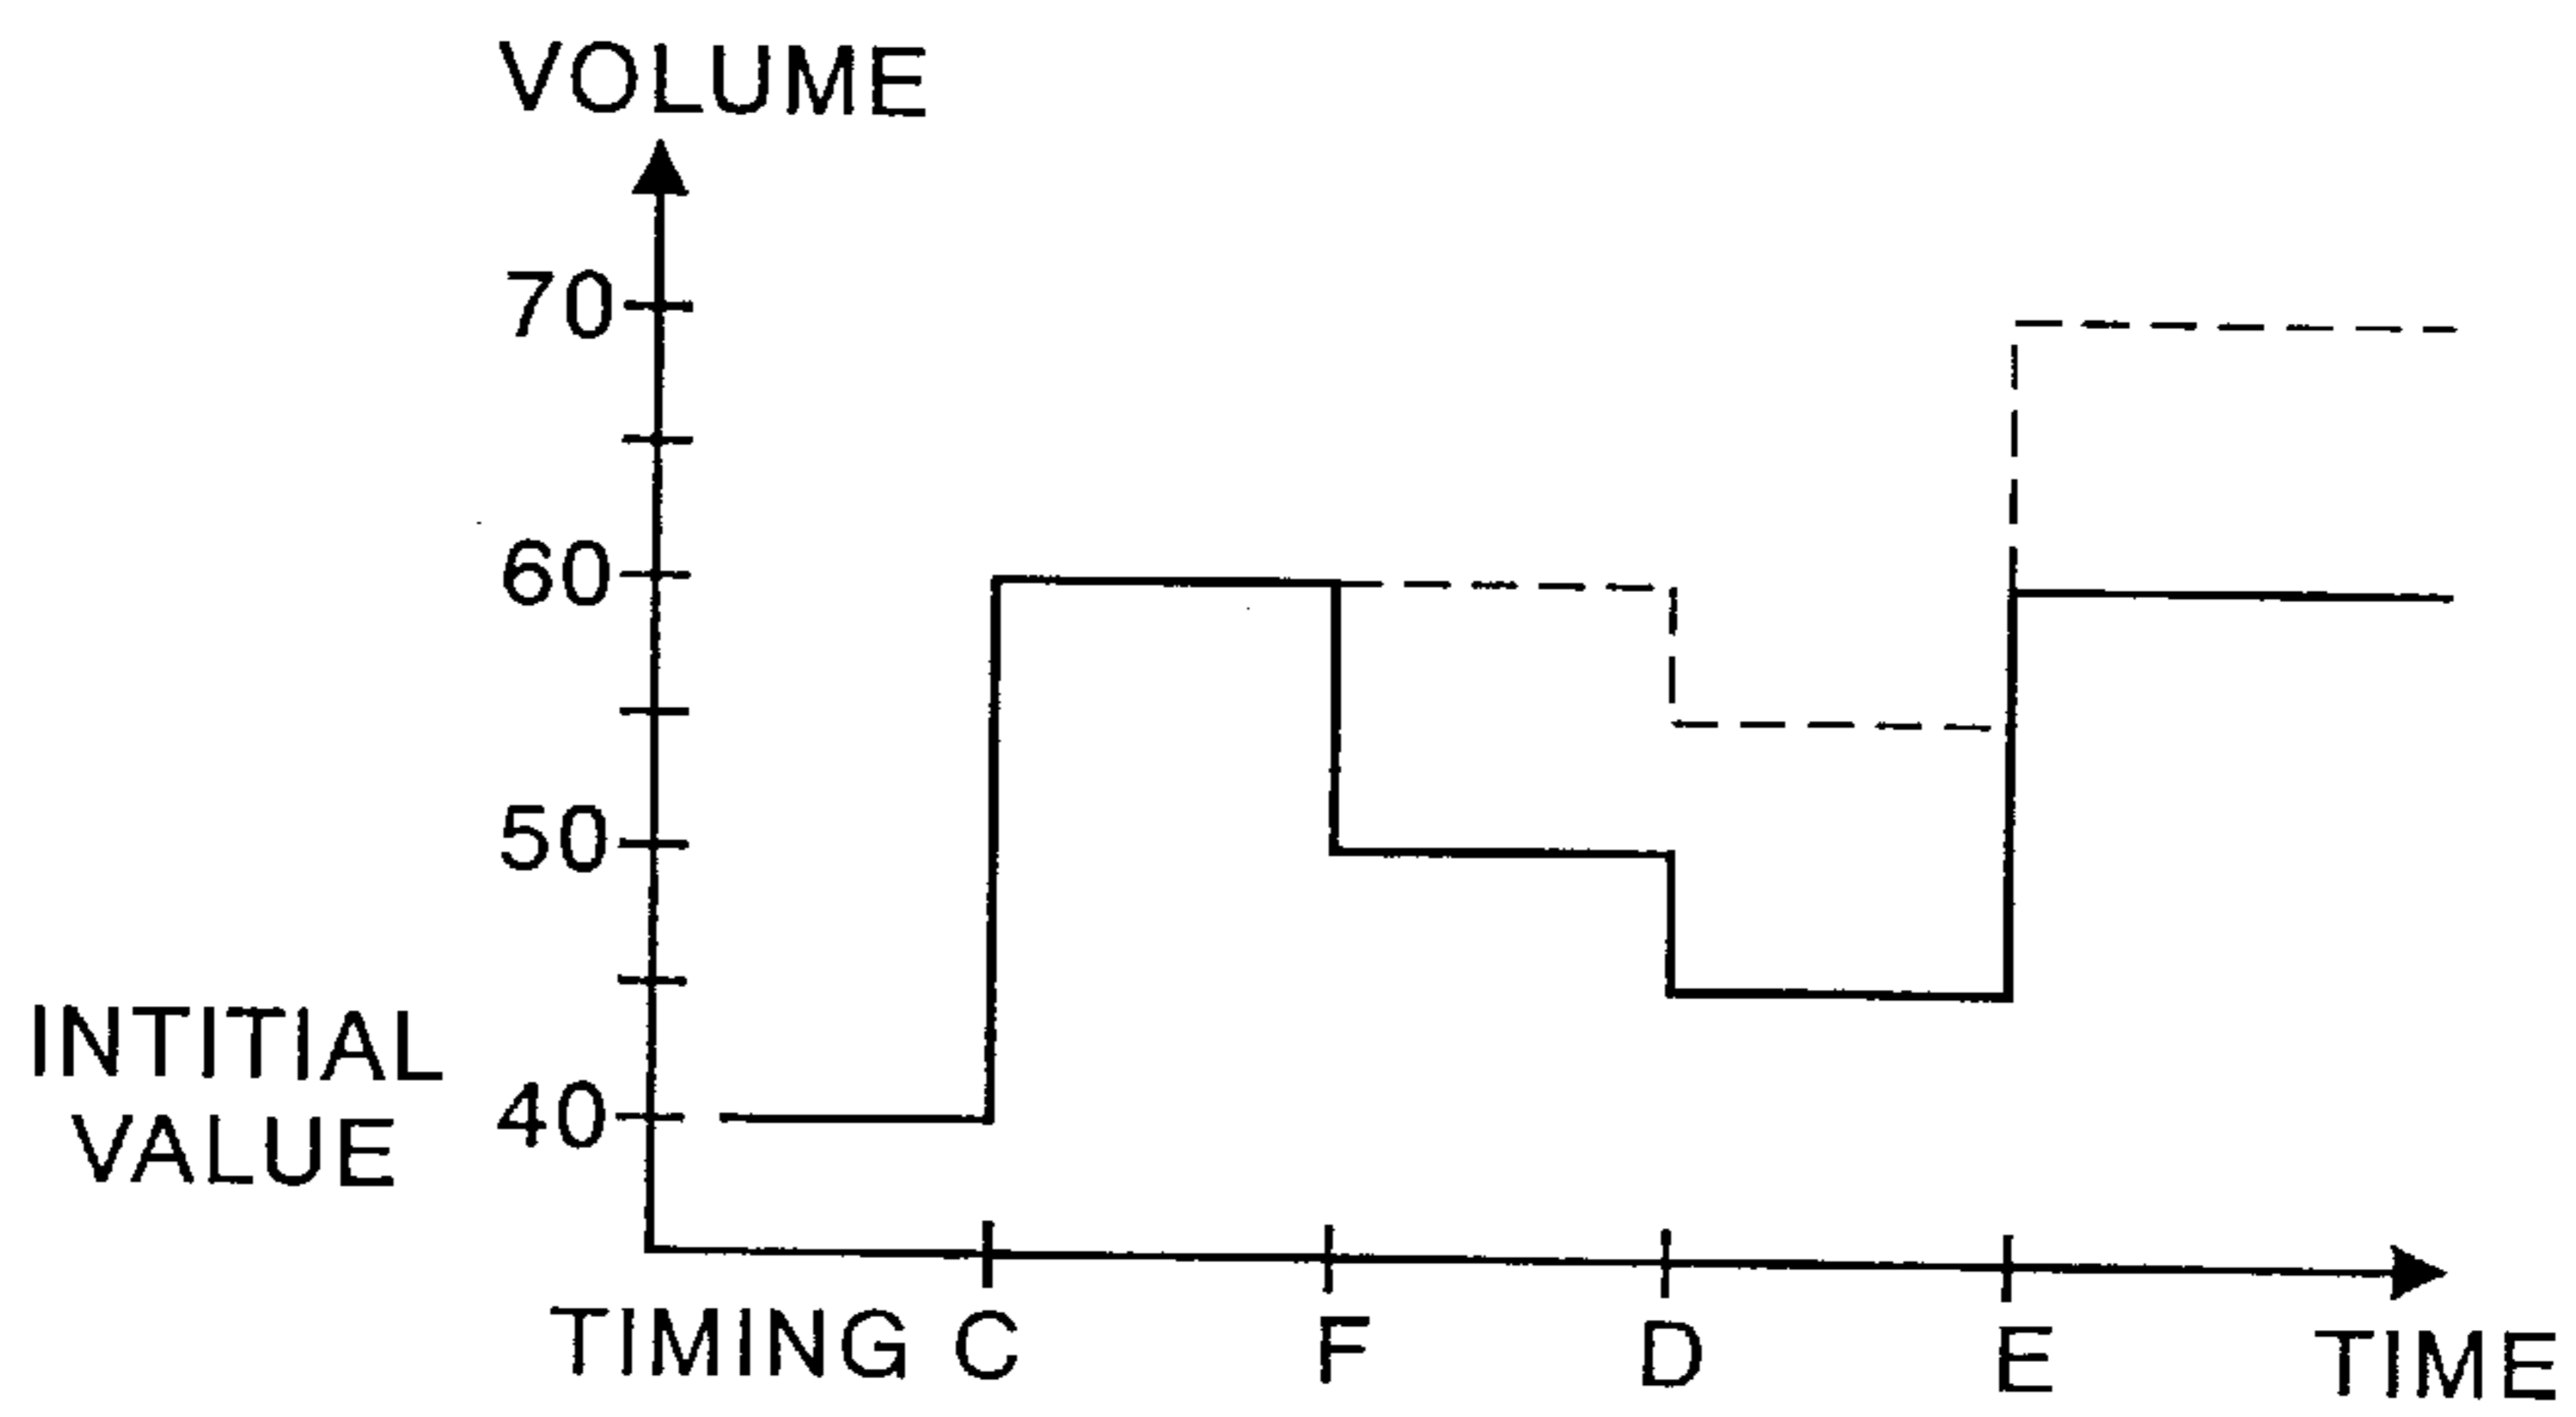 VOLUME
70
60
50
INTITIAL
VALUE
40
TIMING C F D E TIME